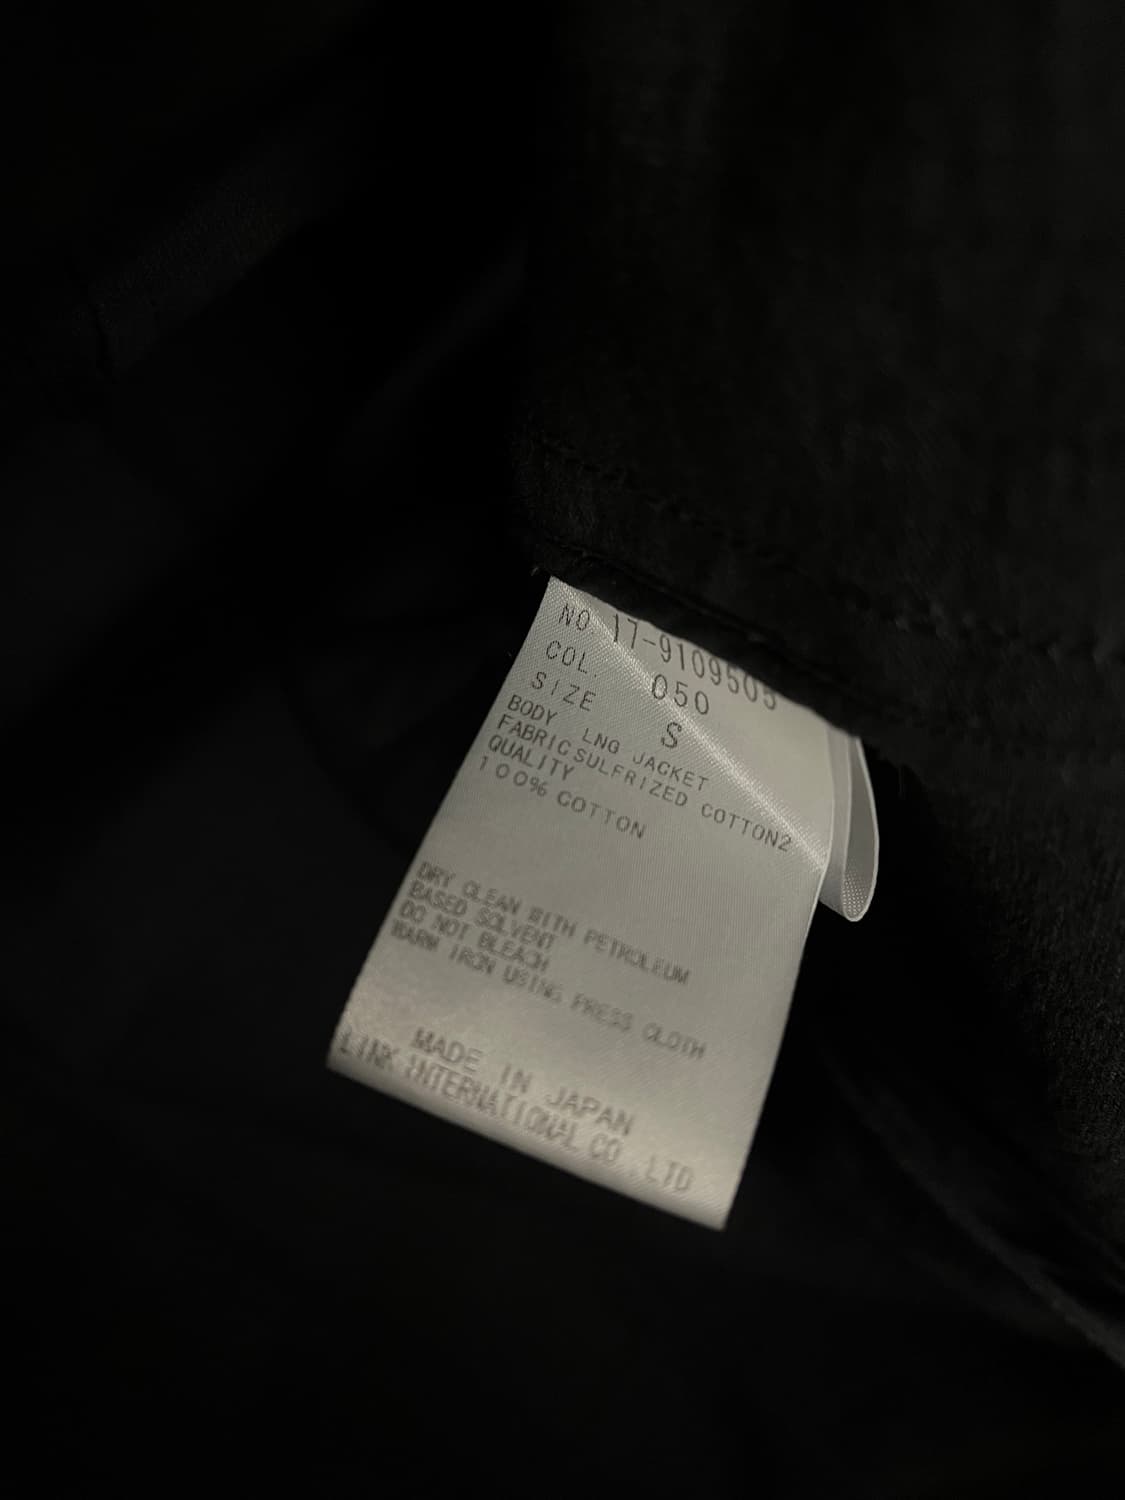 NO 17-9109505
COL. 050
SIZE S
BODY LNG JACKET
FABRIC SULFRIZED COTTON2
QUALITY
100% COTTON
DRY CLEAN WITH PETROLEUM
BASED SOLVENT
DO NOT BLEACH
WARM IRON USING PRESS CLOTH
MADE IN JAPAN
LINK INTERNATIONAL CO.,LTD